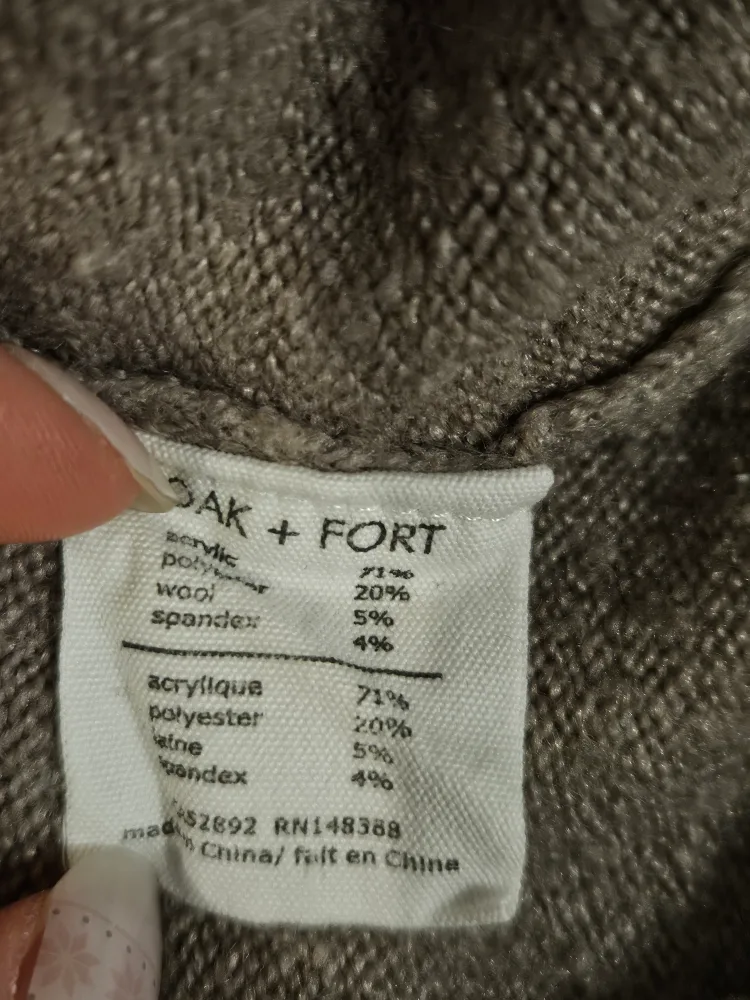 OAK + FORT
acrylic 71%
polyester 20%
wool 5%
spandex 4%
acrylique 71%
polyester 20%
laine 5%
spandex 4%
RN148388
made in China/ fait en Chine